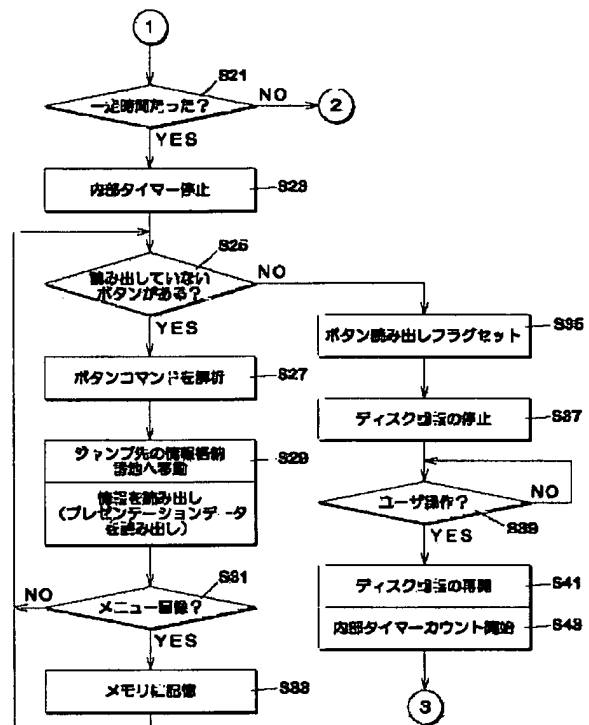 1
S21
一定時間たった?
NO
2
YES
内部タイマー停止
S23
S25
読み出していない
ボタンがある?
NO
YES
ボタンコマンドを解析
S27
ジャンプ先の情報格納
番地へ移動
S29
情報を読み出し
(プレゼンテーションデータ
を読み出し)
S31
NO
メニュー画像?
YES
メモリに記憶
S33
ボタン読み出しフラグセット
S35
ディスク回転の停止
S37
ユーザ操作?
NO
S39
YES
ディスク回転の再開
S41
内部タイマーカウント開始
S43
3